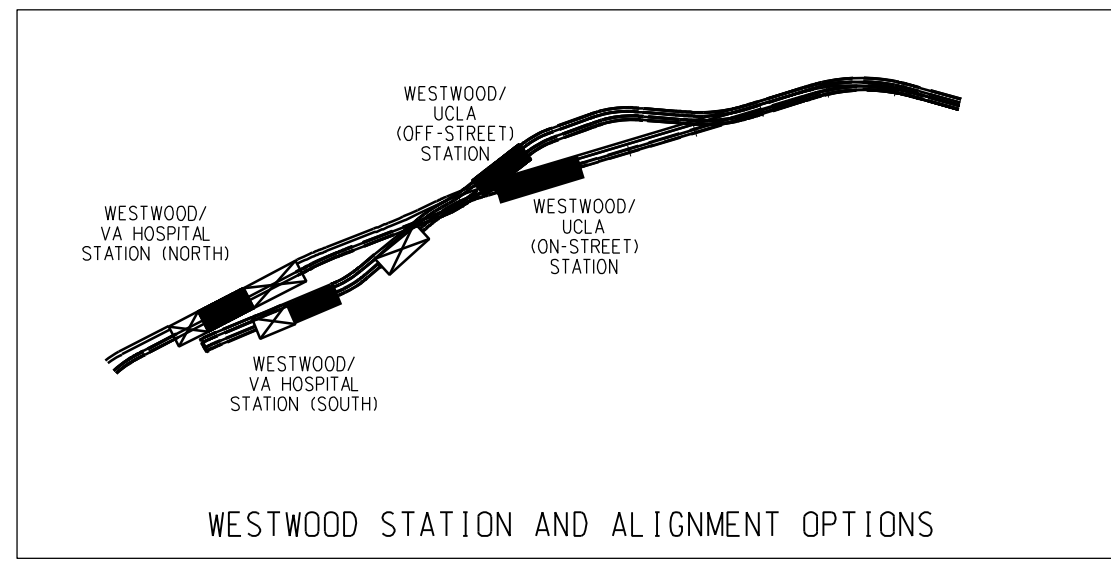 WESTWOOD/
UCLA
(OFF-STREET)
STATION
WESTWOOD/
VA HOSPITAL
STATION (NORTH)
WESTWOOD/
UCLA
(ON-STREET)
STATION
WESTWOOD/
VA HOSPITAL
STATION (SOUTH)
WESTWOOD STATION AND ALIGNMENT OPTIONS